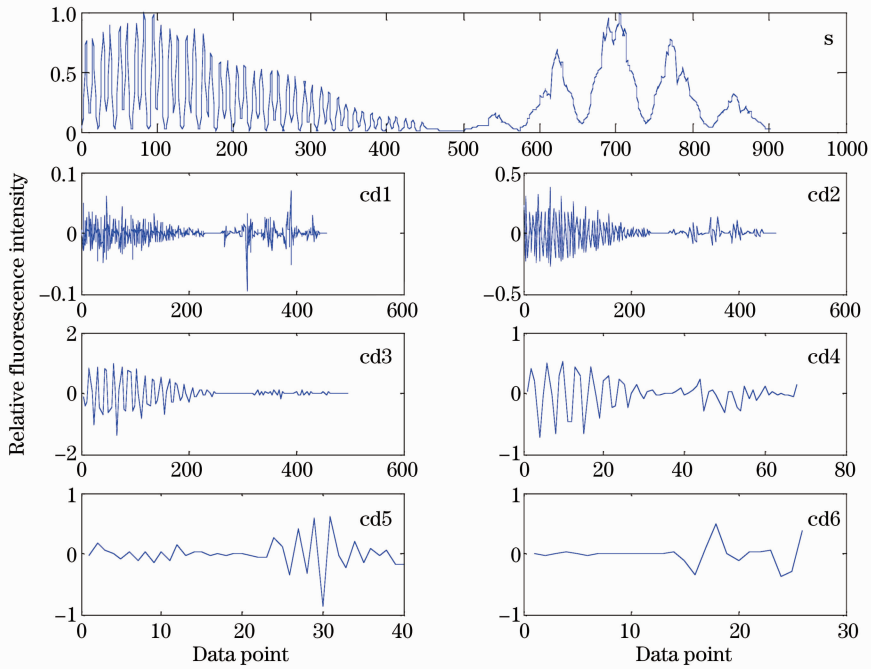 1.0
0.5
0
s
0 100 200 300 400 500 600 700 800 900 1000
Relative fluorescence intensity
0.1
0
−0.1
cd1
0 200 400 600
0.5
0
−0.5
cd2
0 200 400 600
2
0
−2
cd3
0 200 400 600
1
0
−1
cd4
0 20 40 60 80
1
0
−1
cd5
0 10 20 30 40
Data point
1
0
−1
cd6
0 10 20 30
Data point